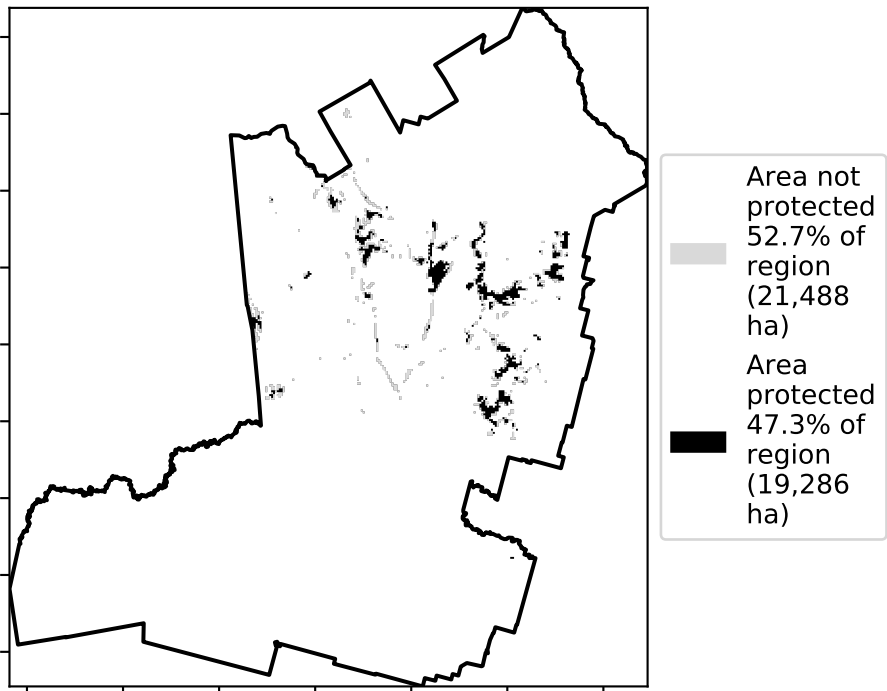 Area not
protected
52.7% of
region
(21,488
ha)
Area
protected
47.3% of
region
(19,286
ha)